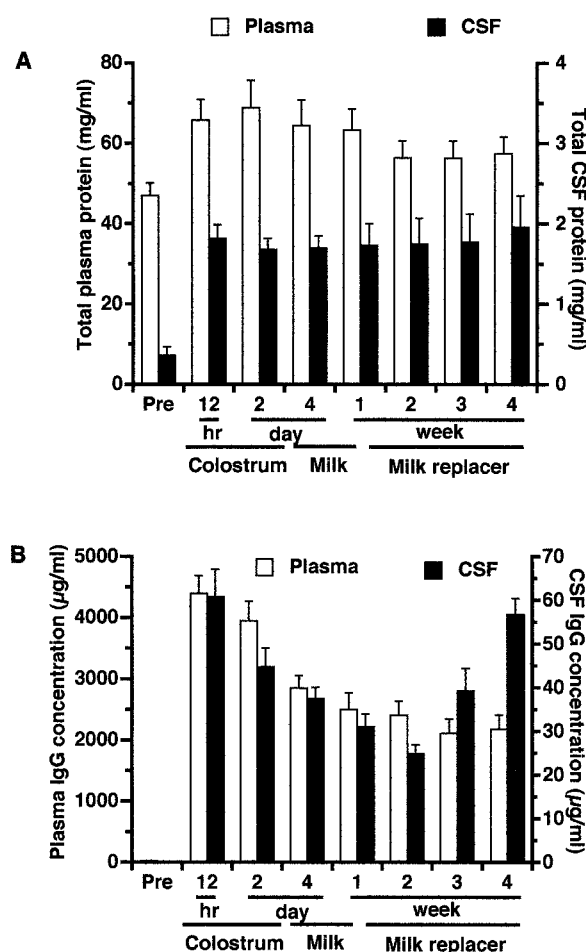 Plasma CSF
A
Total plasma protein (mg/ml)
80
60
40
20
0
Total CSF protein (mg/ml)
4
3
2
1
0
Pre 12 2 4 1 2 3 4
hr day week
Colostrum Milk Milk replacer
B
Plasma CSF
Plasma IgG concentration (µg/ml)
5000
4000
3000
2000
1000
0
CSF IgG concentration (µg/ml)
70
60
50
40
30
20
10
0
Pre 12 2 4 1 2 3 4
hr day week
Colostrum Milk Milk replacer